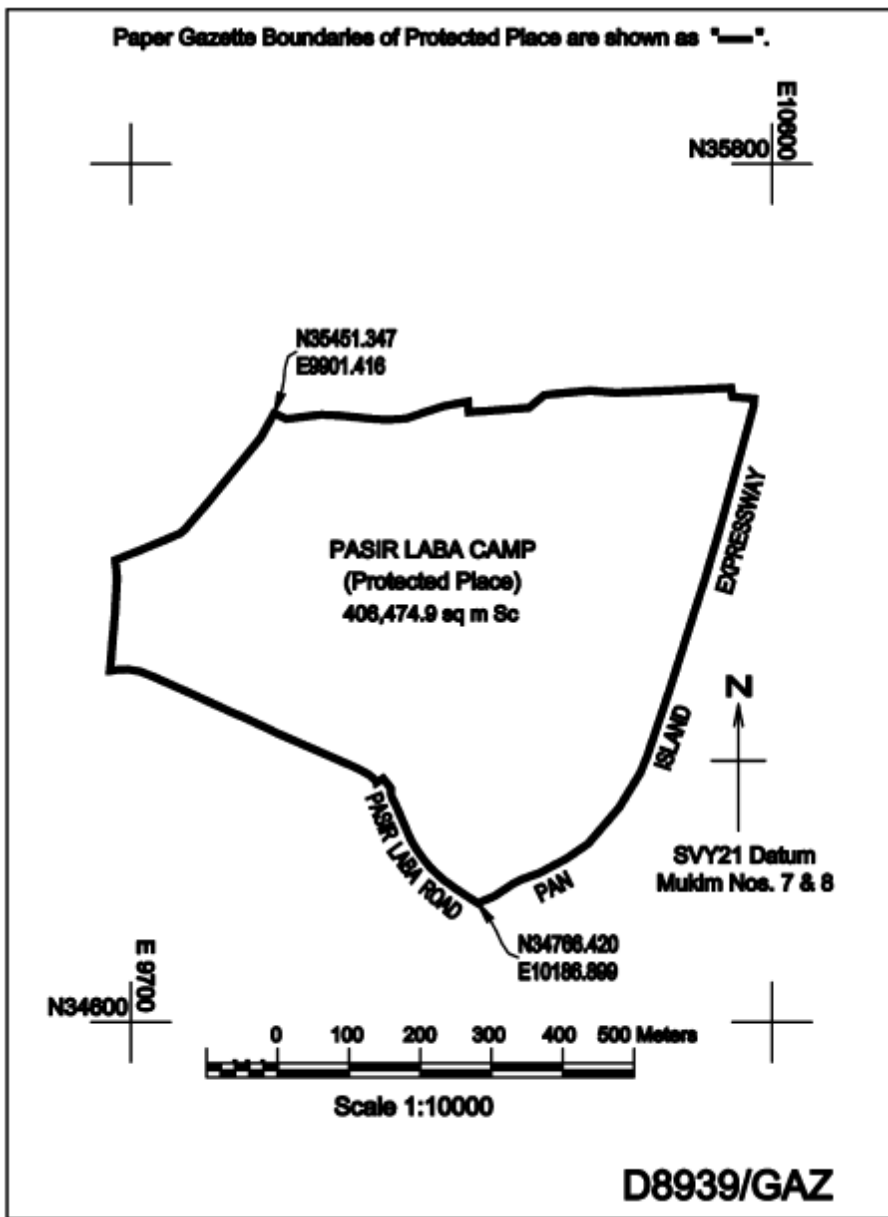 Paper Gazette Boundaries of Protected Place are shown as "—".
E10600
N35800
N35451.347
E9901.416
PASIR LABA CAMP
(Protected Place)
406,474.9 sq m Sc
EXPRESSWAY
ISLAND
PAN
PASIR LABA ROAD
N
SVY21 Datum
Mukim Nos. 7 & 8
N34766.420
E10186.899
E 9700
N34600
0 100 200 300 400 500 Meters
Scale 1:10000
D8939/GAZ